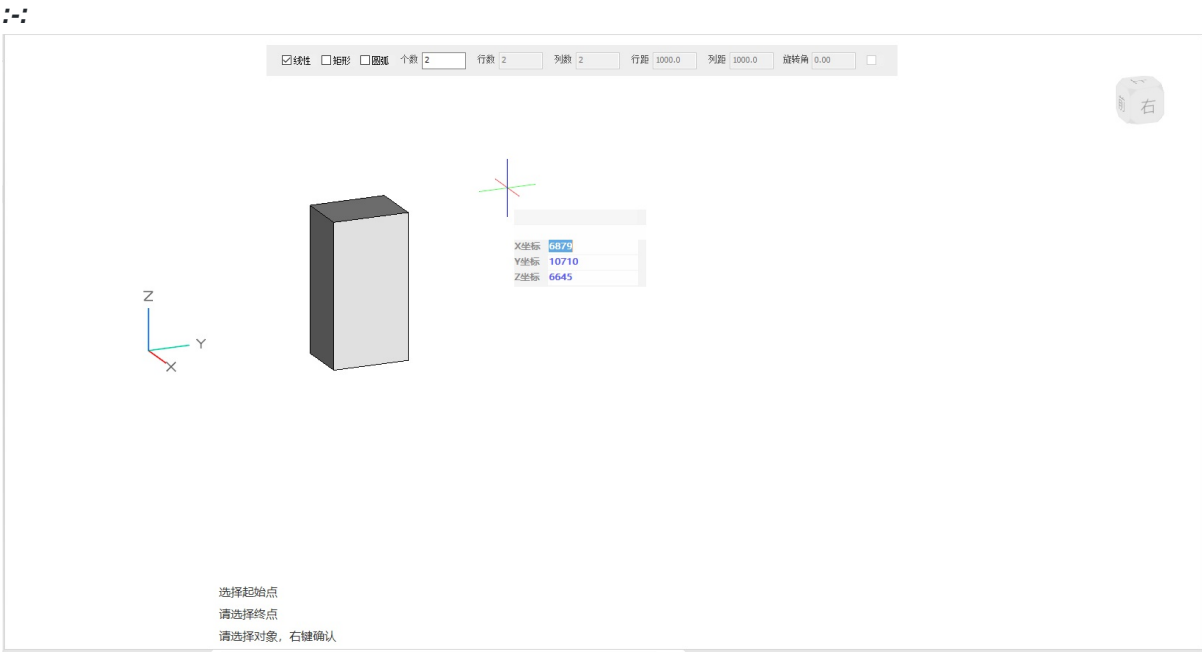 :-:
线性 矩形 圆弧 个数 2 行数 2 列数 2 行距 1000.0 列距 1000.0 旋转角 0.00
右
X坐标 6879
Y坐标 10710
Z坐标 6645
Z
Y
X
选择起始点
请选择终点
请选择对象，右键确认